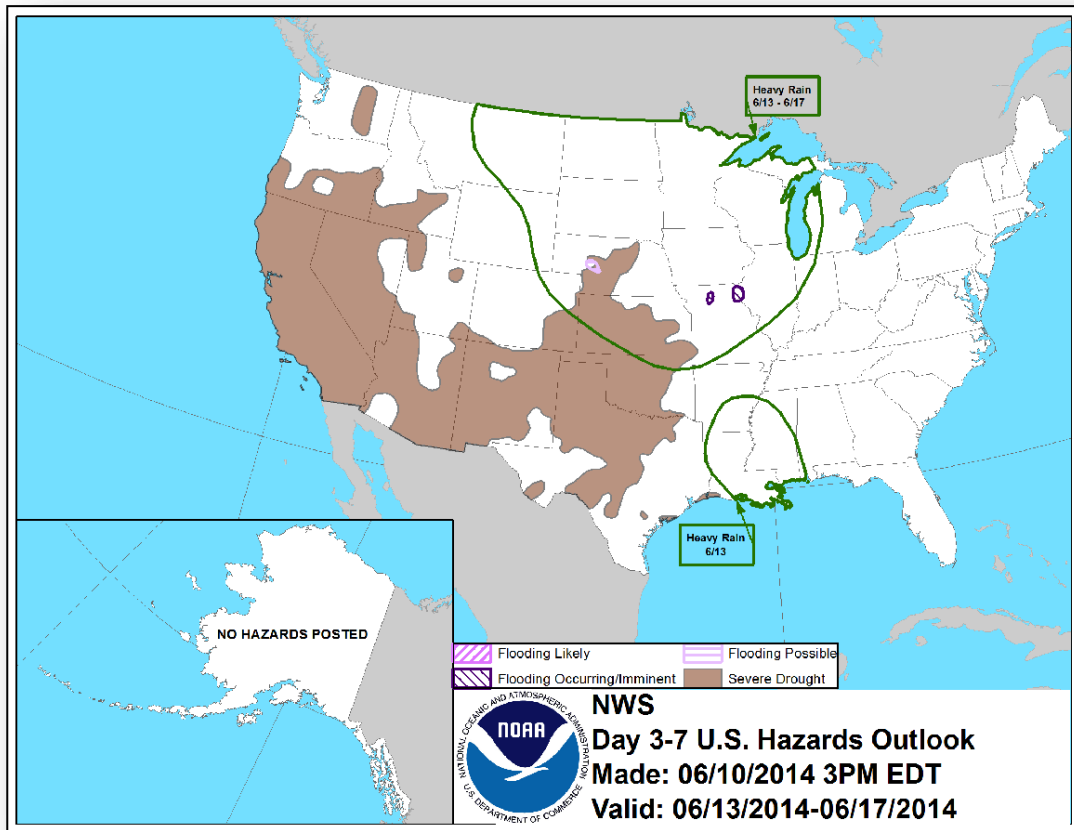 Heavy Rain
6/13 - 6/17
Heavy Rain
6/13
NO HAZARDS POSTED
Flooding Likely
Flooding Possible
Flooding Occurring/Imminent
Severe Drought
NATIONAL OCEANIC AND ATMOSPHERIC ADMINISTRATION
NOAA
U.S. DEPARTMENT OF COMMERCE
NWS
Day 3-7 U.S. Hazards Outlook
Made: 06/10/2014 3PM EDT
Valid: 06/13/2014-06/17/2014